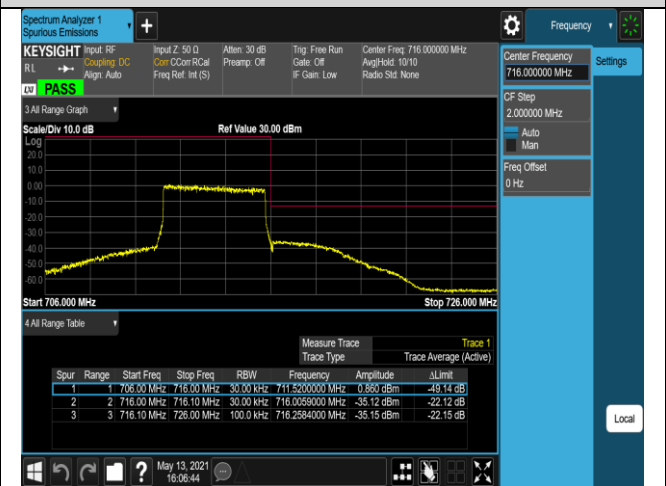 Spectrum Analyzer 1
Spurious Emissions
+
Frequency
KEYSIGHT
RL
Input: RF
Coupling: DC
Align: Auto
Input Z: 50 Ω
Corr CCorr RCal
Freq Ref: Int (S)
Atten: 30 dB
Preamp: Off
Trig: Free Run
Gate: Off
IF Gain: Low
Center Freq: 716.000000 MHz
Avg|Hold: 10/10
Radio Std: None
LXI PASS
3 All Range Graph
Scale/Div 10.0 dB
Ref Value 30.00 dBm
Log
20.0
10.0
0.00
-10.0
-20.0
-30.0
-40.0
-50.0
-60.0
Start 706.000 MHz
Stop 726.000 MHz
4 All Range Table
Measure Trace Trace 1
Trace Type Trace Average (Active)
Spur Range Start Freq Stop Freq RBW Frequency Amplitude ΔLimit
1 1 706.00 MHz 716.00 MHz 30.00 kHz 711.5200000 MHz 0.860 dBm -49.14 dB
2 2 716.00 MHz 716.10 MHz 30.00 kHz 716.0059000 MHz -35.12 dBm -22.12 dB
3 3 716.10 MHz 726.00 MHz 100.0 kHz 716.2584000 MHz -35.15 dBm -22.15 dB
Center Frequency
716.000000 MHz
Settings
CF Step
2.000000 MHz
Auto
Man
Freq Offset
0 Hz
Local
?
May 13, 2021
16:06:44